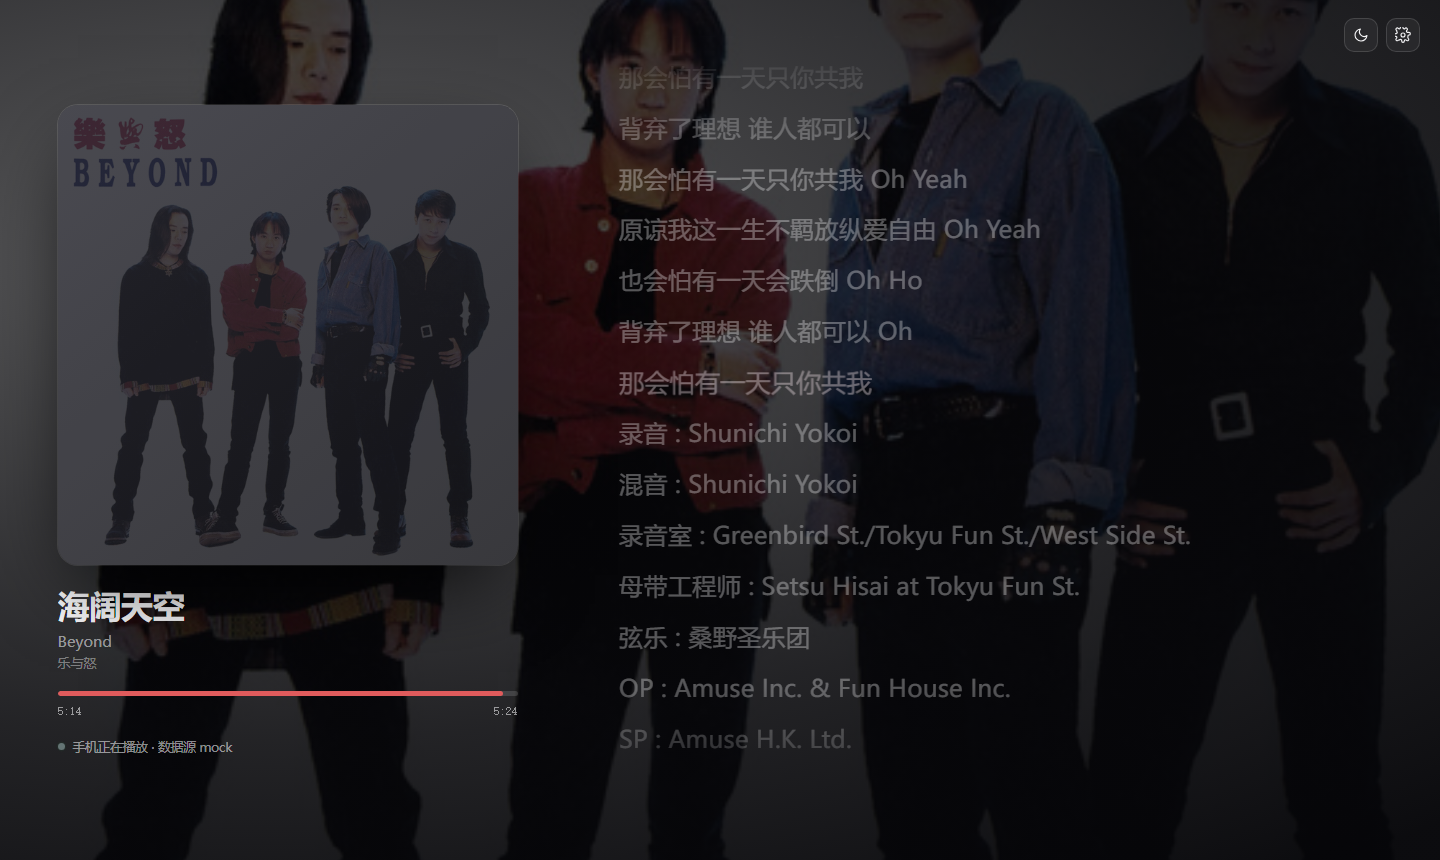 樂與怒
BEYOND
海阔天空
Beyond
乐与怒
5:14
5:24
手机正在播放 · 数据源 mock
那会怕有一天只你共我
背弃了理想 谁人都可以
那会怕有一天只你共我 Oh Yeah
原谅我这一生不羁放纵爱自由 Oh Yeah
也会怕有一天会跌倒 Oh Ho
背弃了理想 谁人都可以 Oh
那会怕有一天只你共我
录音 : Shunichi Yokoi
混音 : Shunichi Yokoi
录音室 : Greenbird St./Tokyu Fun St./West Side St.
母带工程师 : Setsu Hisai at Tokyu Fun St.
弦乐 : 桑野圣乐团
OP : Amuse Inc. & Fun House Inc.
SP : Amuse H.K. Ltd.